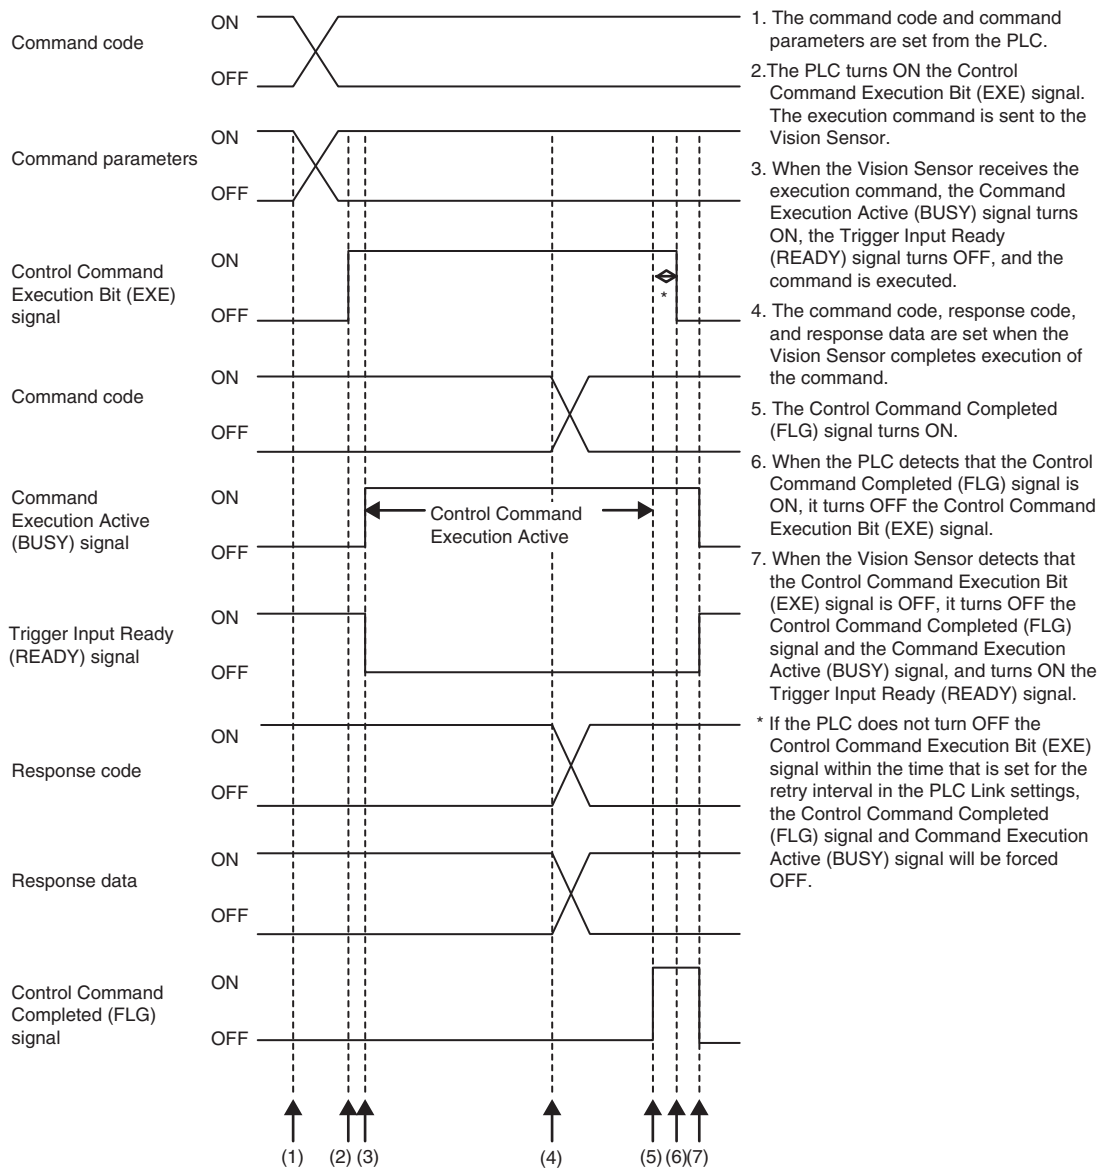 Command code
ON
OFF
Command parameters
ON
OFF
Control Command
Execution Bit (EXE)
signal
ON
OFF
*
Command code
ON
OFF
Command
Execution Active
(BUSY) signal
ON
OFF
Control Command
Execution Active
Trigger Input Ready
(READY) signal
ON
OFF
Response code
ON
OFF
Response data
ON
OFF
Control Command
Completed (FLG)
signal
ON
OFF
(1)
(2)
(3)
(4)
(5)
(6)
(7)
1. The command code and command
parameters are set from the PLC.
2.The PLC turns ON the Control
Command Execution Bit (EXE) signal.
The execution command is sent to the
Vision Sensor.
3. When the Vision Sensor receives the
execution command, the Command
Execution Active (BUSY) signal turns
ON, the Trigger Input Ready
(READY) signal turns OFF, and the
command is executed.
4. The command code, response code,
and response data are set when the
Vision Sensor completes execution of
the command.
5. The Control Command Completed
(FLG) signal turns ON.
6. When the PLC detects that the Control
Command Completed (FLG) signal is
ON, it turns OFF the Control Command
Execution Bit (EXE) signal.
7. When the Vision Sensor detects that
the Control Command Execution Bit
(EXE) signal is OFF, it turns OFF the
Control Command Completed (FLG)
signal and the Command Execution
Active (BUSY) signal, and turns ON the
Trigger Input Ready (READY) signal.
* If the PLC does not turn OFF the
Control Command Execution Bit (EXE)
signal within the time that is set for the
retry interval in the PLC Link settings,
the Control Command Completed
(FLG) signal and Command Execution
Active (BUSY) signal will be forced
OFF.